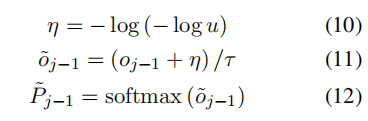 η = − log (− log u) (10)
õ_{j−1} = (o_{j−1} + η) /τ (11)
P̃_{j−1} = softmax (õ_{j−1}) (12)